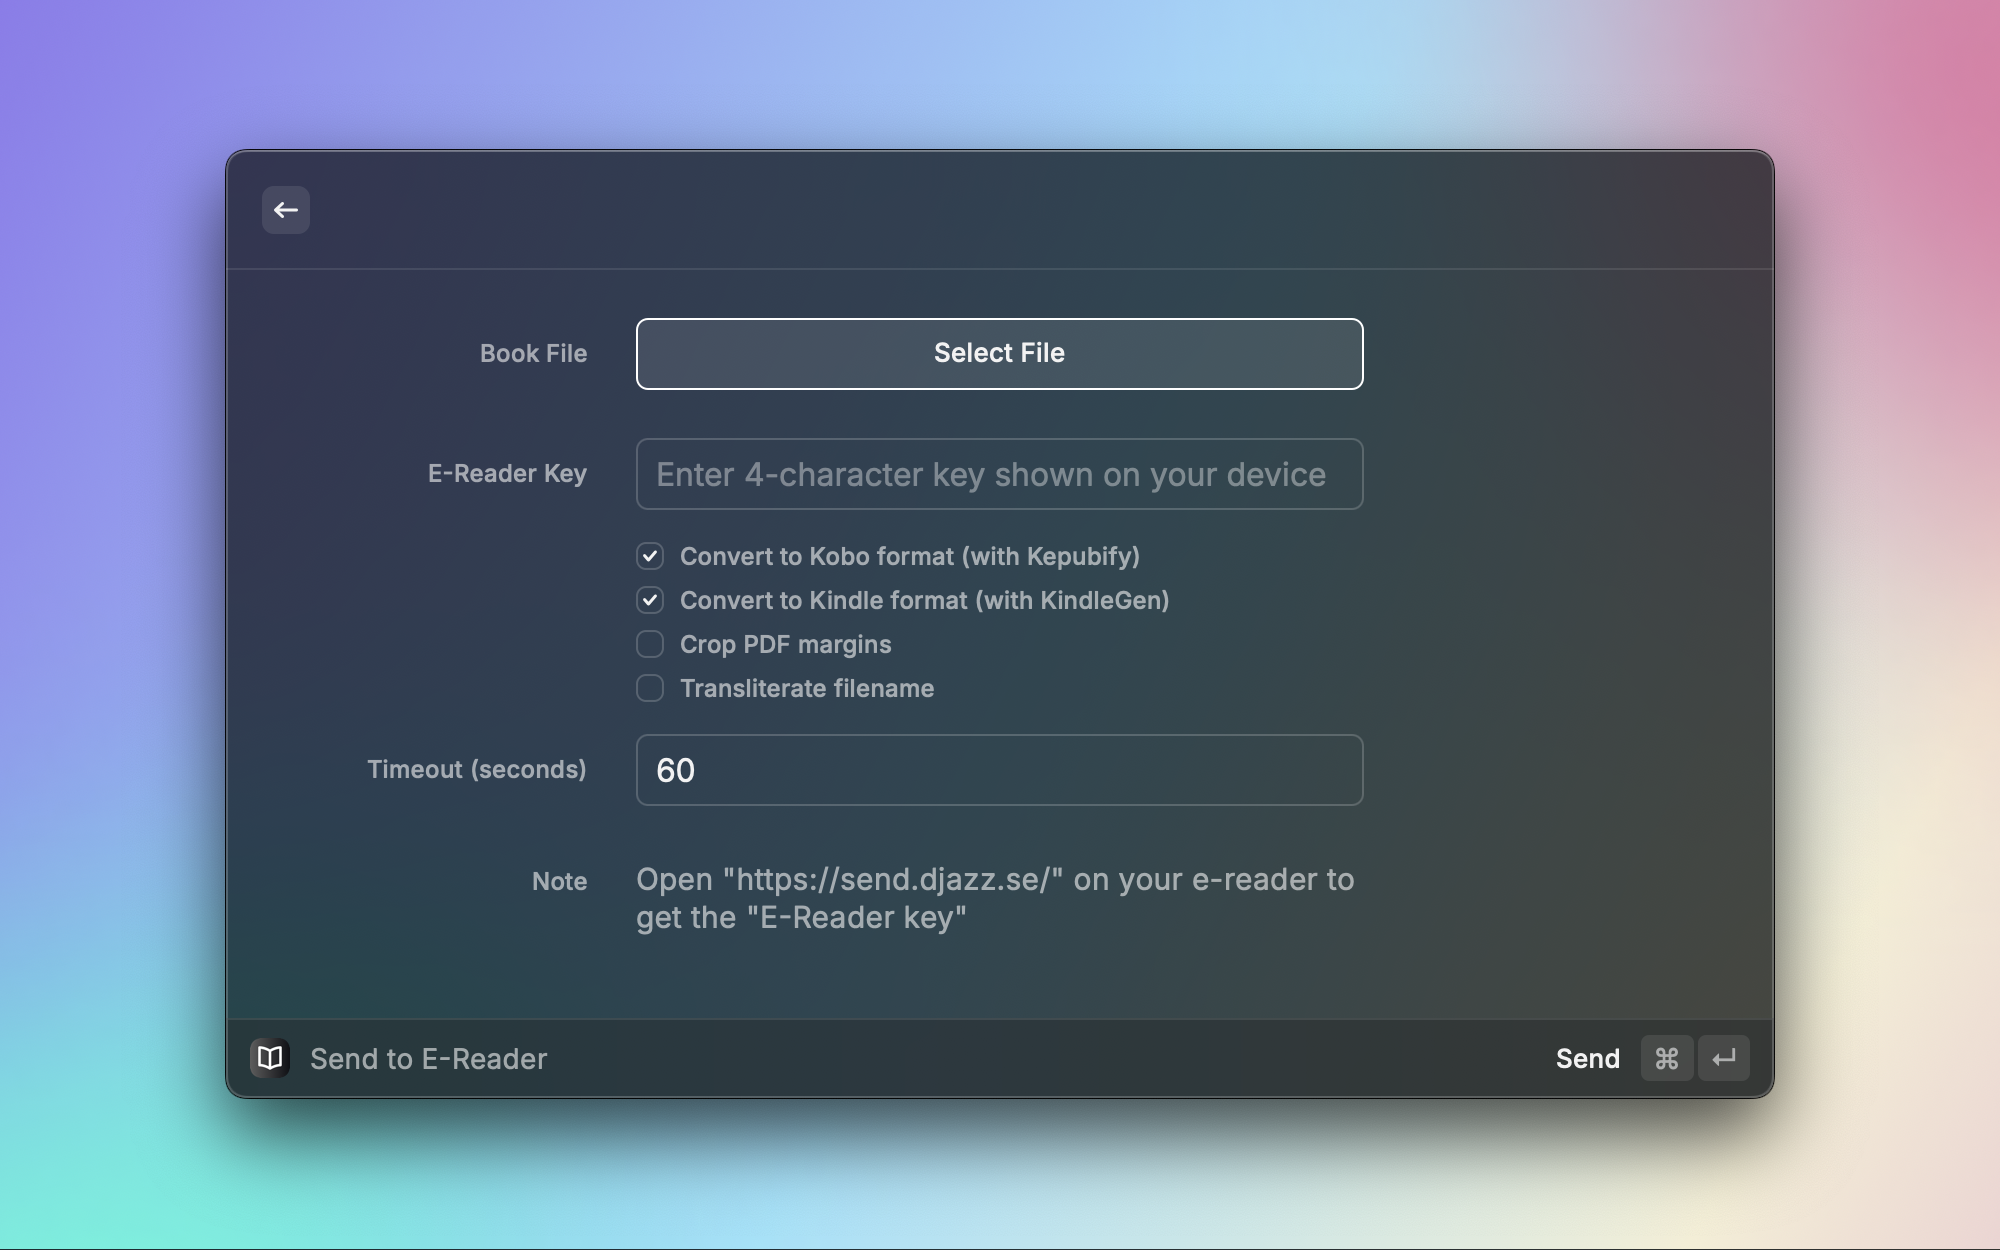 Book File
Select File
E-Reader Key
Enter 4-character key shown on your device
Convert to Kobo format (with Kepubify)
Convert to Kindle format (with KindleGen)
Crop PDF margins
Transliterate filename
Timeout (seconds)
60
Note
Open "https://send.djazz.se/" on your e-reader to
get the "E-Reader key"
Send to E-Reader
Send ⌘ ↵